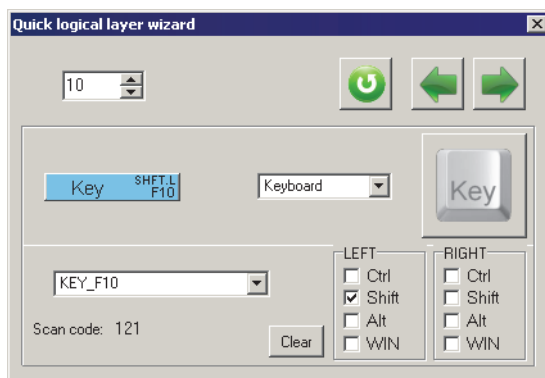 Quick logical layer wizard
10
Key SHFT.L
F10
Keyboard
Key
KEY_F10
Scan code: 121
Clear
LEFT
Ctrl
Shift
Alt
WIN
RIGHT
Ctrl
Shift
Alt
WIN